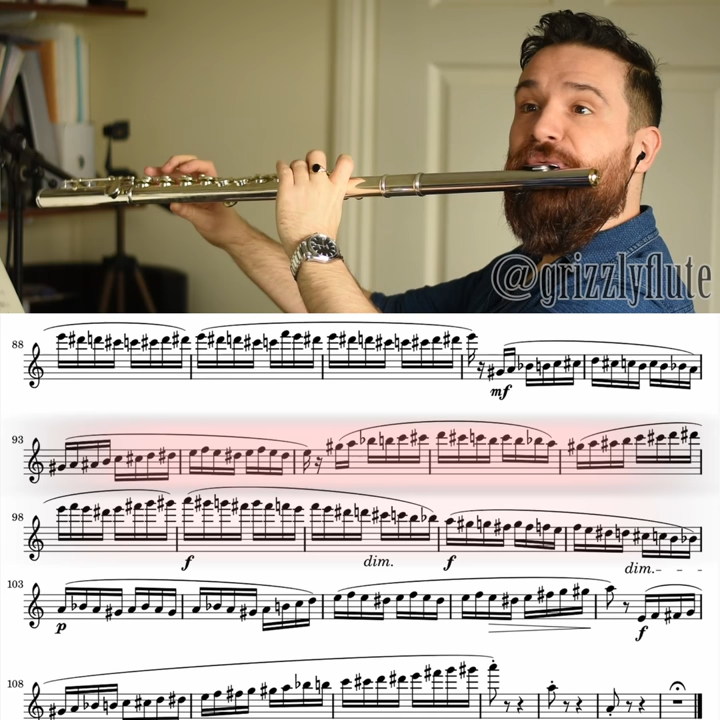 @grizzlyflute
88
mf
93
98
f
dim.
f
dim.
103
p
f
108